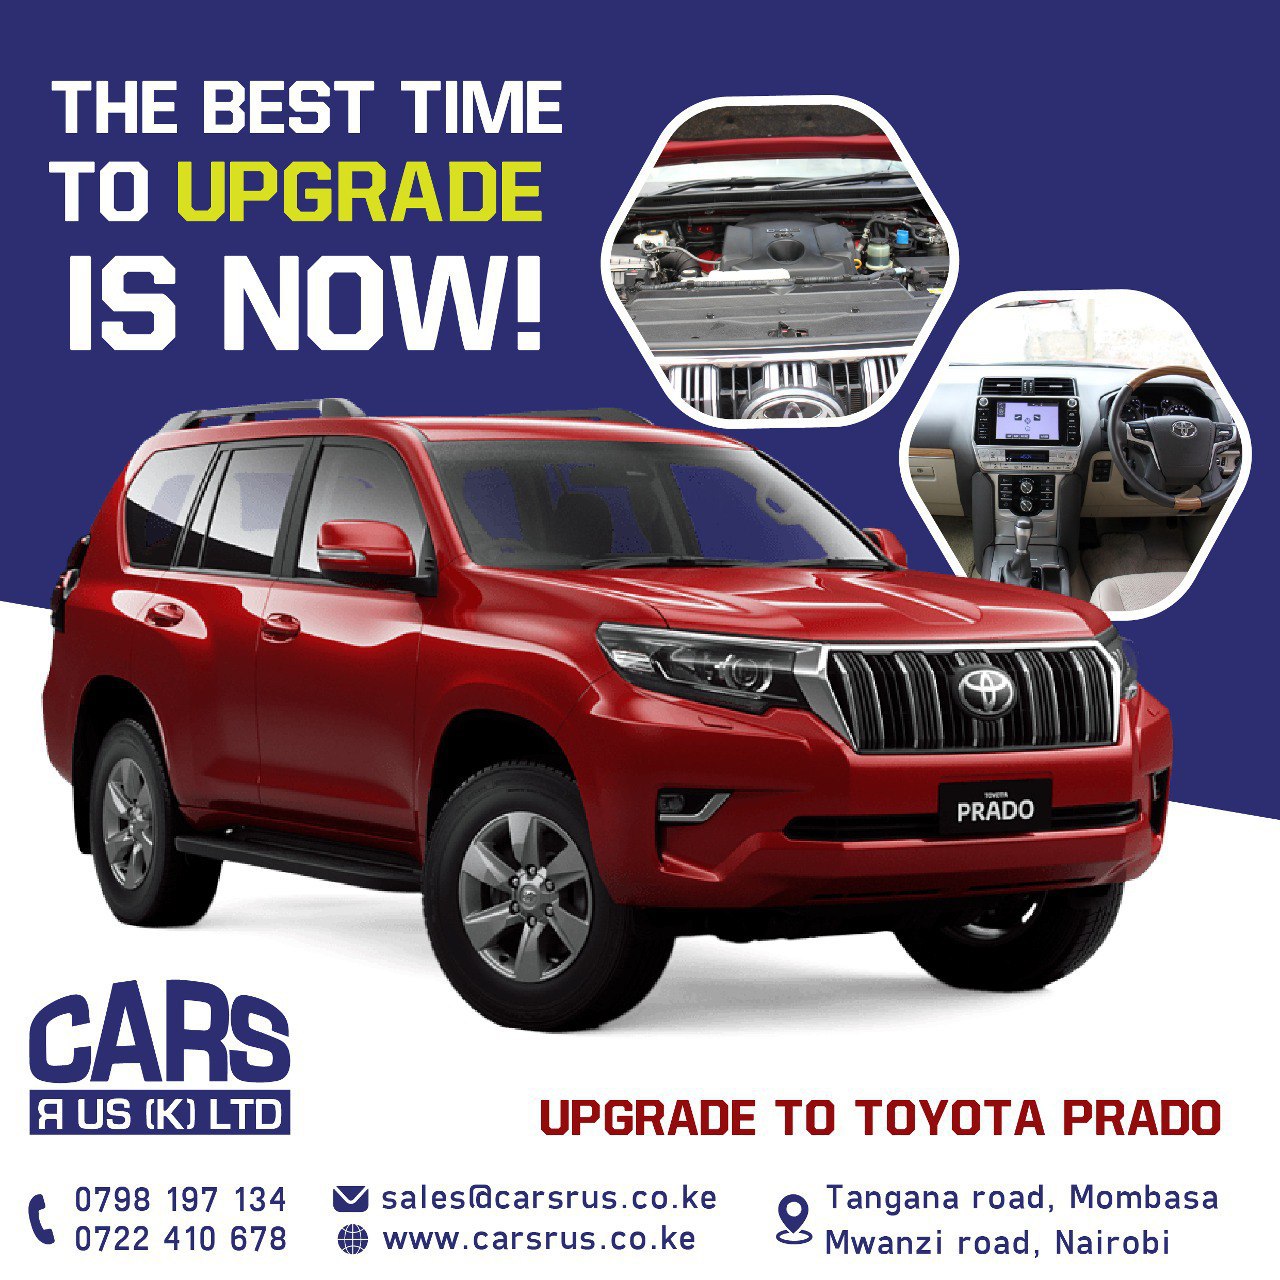 THE BEST TIME
TO UPGRADE
IS NOW!
TOYOTA
PRADO
CARS
Я US (K) LTD
UPGRADE TO TOYOTA PRADO
0798 197 134
0722 410 678
sales@carsrus.co.ke
www.carsrus.co.ke
Tangana road, Mombasa
Mwanzi road, Nairobi